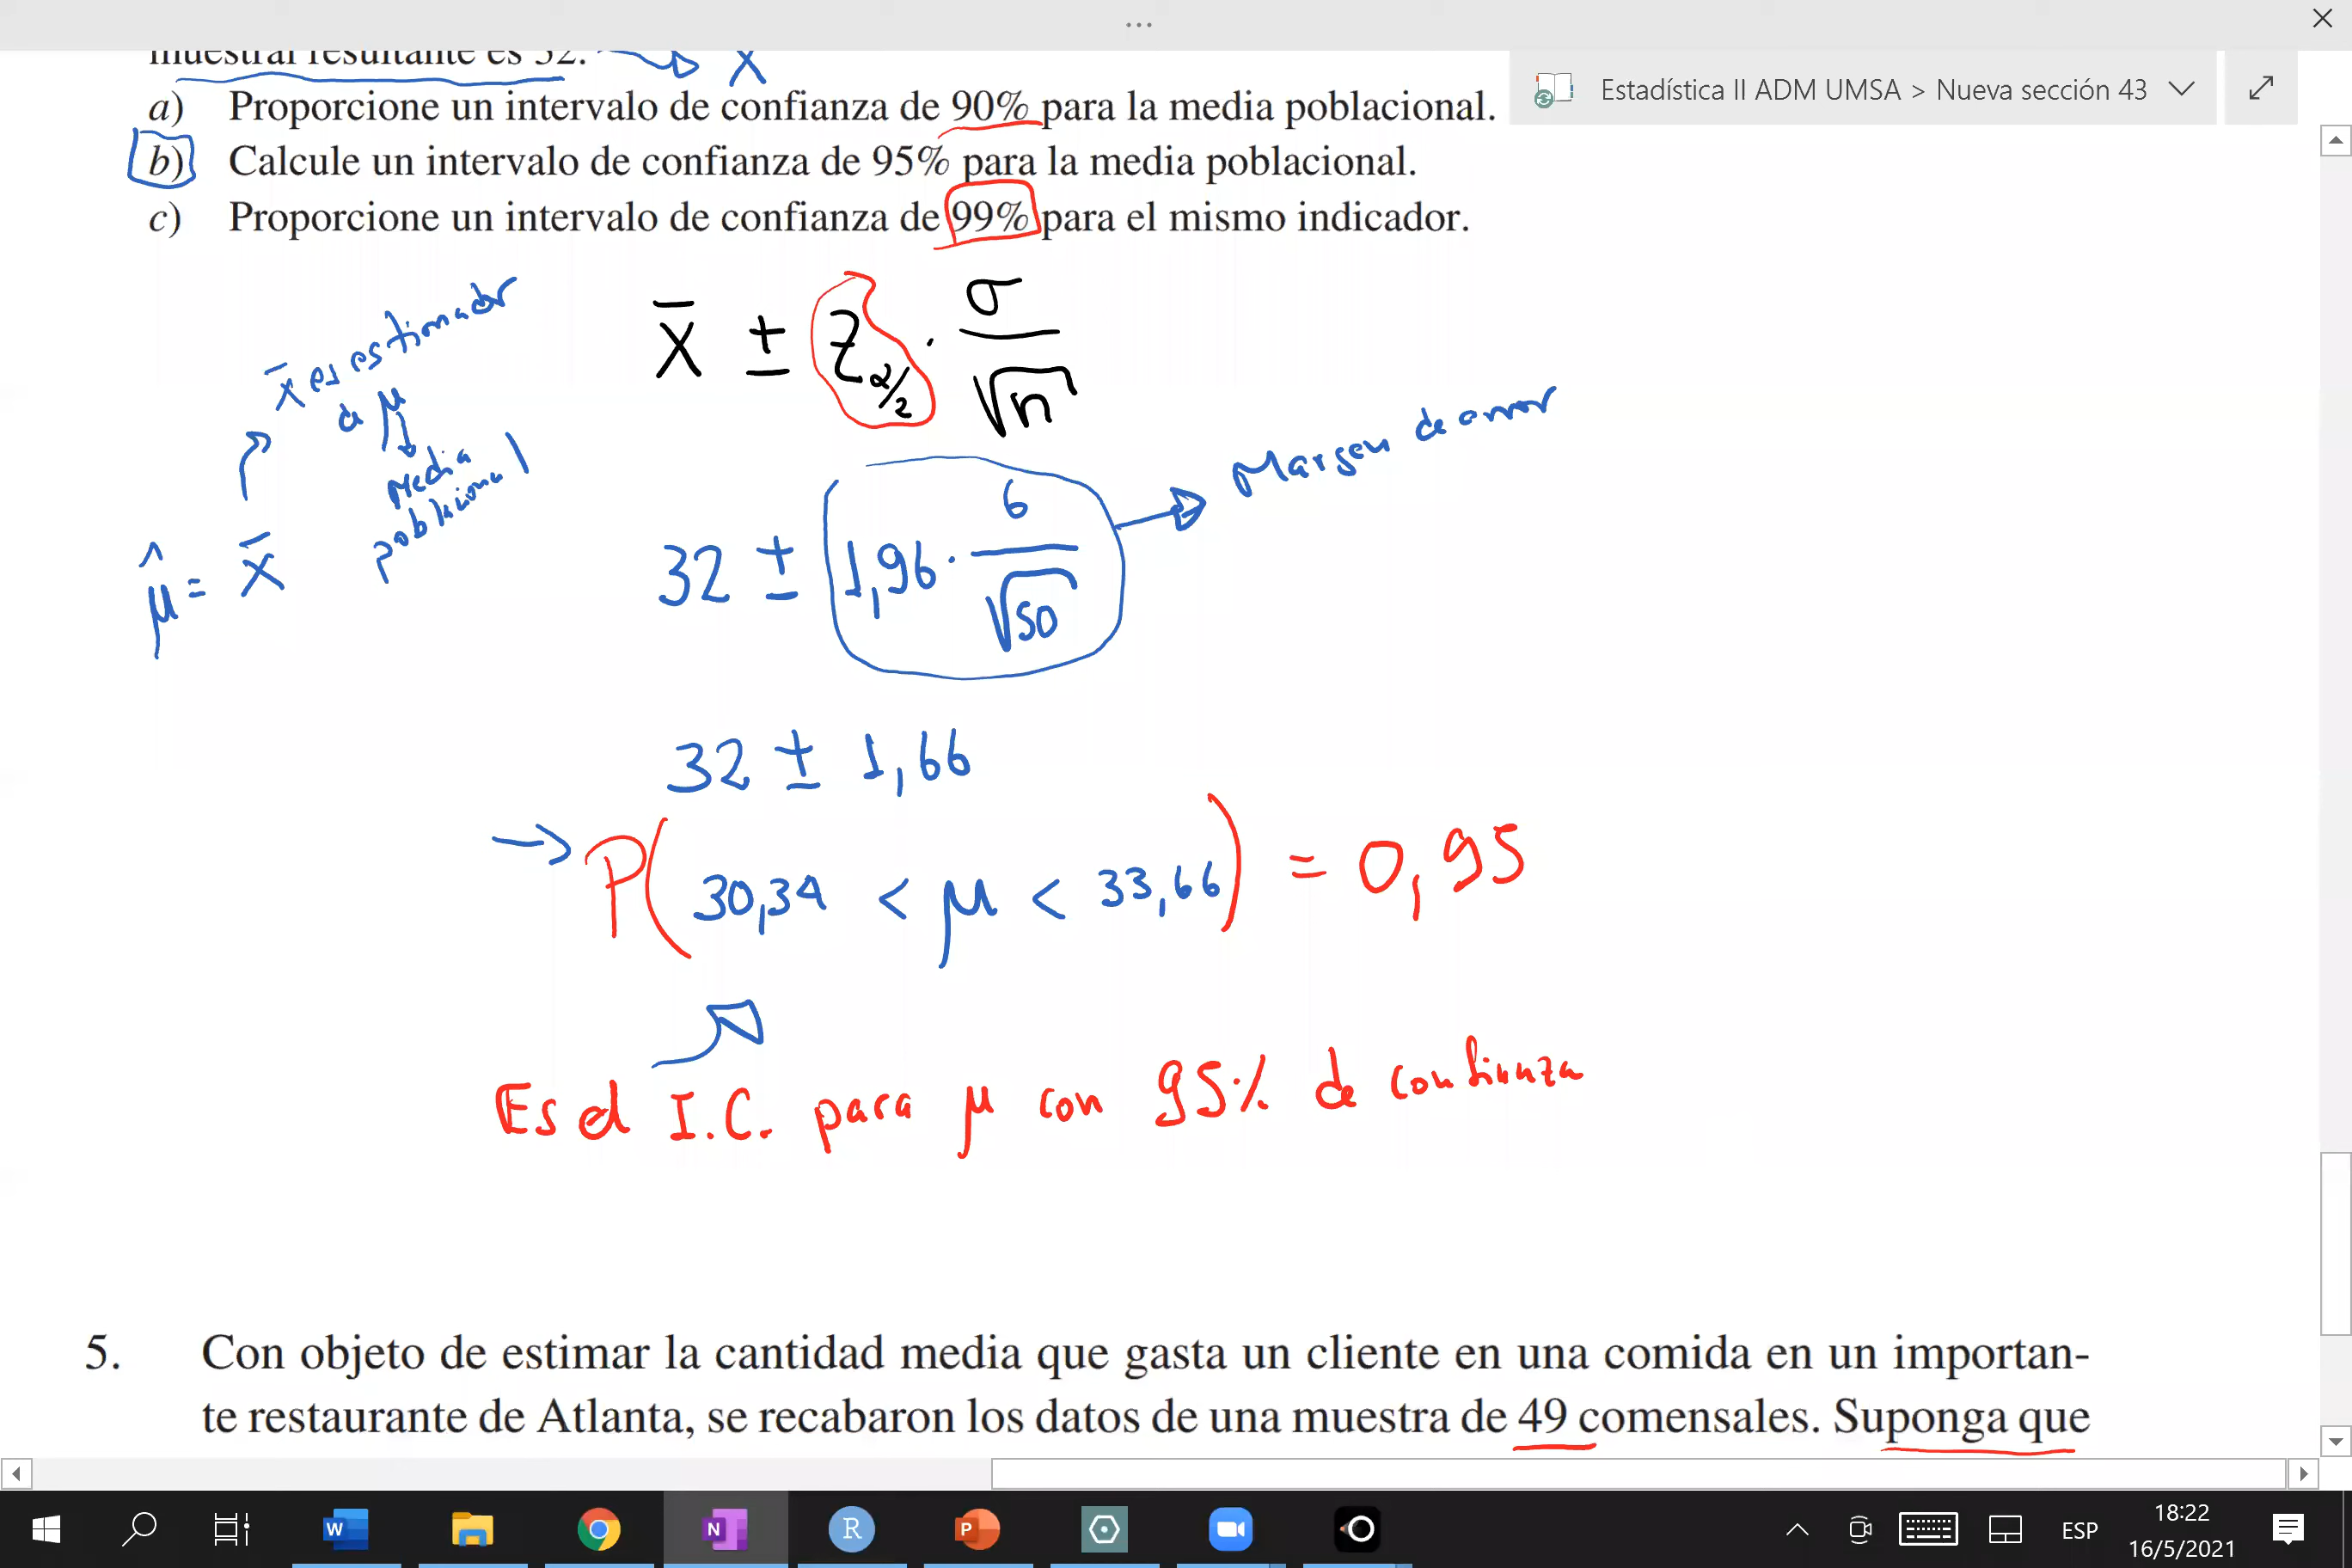 ...
muestral resultante es 32. x̄
Estadística II ADM UMSA > Nueva sección 43
a) Proporcione un intervalo de confianza de 90% para la media poblacional.
b) Calcule un intervalo de confianza de 95% para la media poblacional.
c) Proporcione un intervalo de confianza de 99% para el mismo indicador.
x̄ ± Z α/2 · σ/√n
x̄ es estimador
de μ
Media
poblacional
μ̂ = x̄
32 ± 1,96 · 6/√50
Margen de error
32 ± 1,66
P(30,34 < μ < 33,66) = 0,95
Es el I.C. para μ con 95% de confianza
5. Con objeto de estimar la cantidad media que gasta un cliente en una comida en un importan-
te restaurante de Atlanta, se recabaron los datos de una muestra de 49 comensales. Suponga que
ESP
18:22
16/5/2021